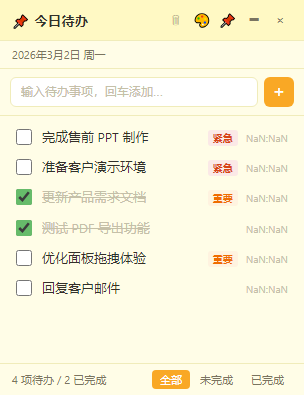 今日待办
2026年3月2日 周一
输入待办事项，回车添加...
+
完成售前 PPT 制作 紧急 NaN:NaN
准备客户演示环境 紧急 NaN:NaN
更新产品需求文档 重要 NaN:NaN
测试 PDF 导出功能 NaN:NaN
优化面板拖拽体验 重要 NaN:NaN
回复客户邮件 NaN:NaN
4 项待办 / 2 已完成 全部 未完成 已完成